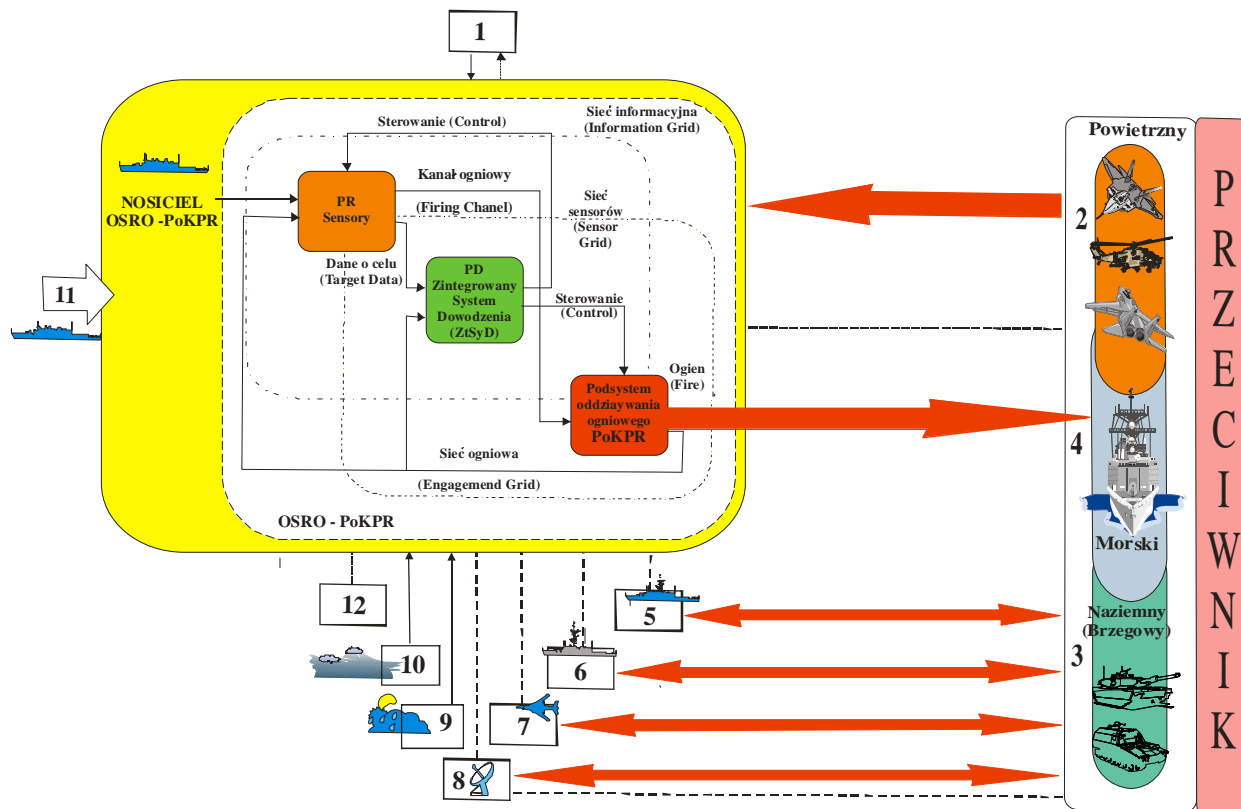 1
Sieć informacyjna
(Information Grid)
Sterowanie (Control)
Kanał ogniowy
(Firing Chanel)
PR
Sensory
NOSICIEL
OSRO -PoKPR
Sieć
sensorów
(Sensor
Grid)
Dane o celu
(Target Data)
PD
Zintegrowany
System
Dowodzenia
(ZtSyD)
Sterowanie
(Control)
11
Ogien
(Fire)
Podsystem
oddziaywania
ogniowego
PoKPR
Sieć ogniowa
(Engagemend Grid)
OSRO - PoKPR
12
10
9
8
7
6
5
Powietrzny
2
4
Morski
Naziemny
(Brzegowy)
3
P
R
Z
E
C
I
W
N
I
K